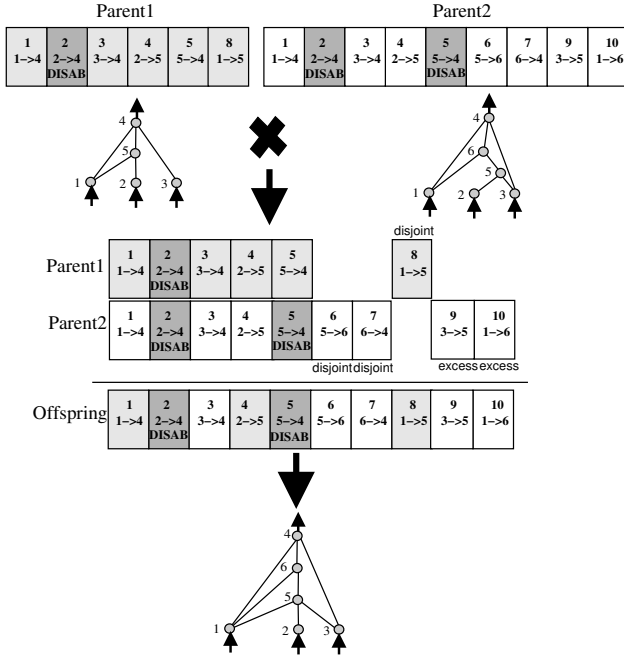 Parent1 Parent2
1 2 3 4 5 8 1 2 3 4 5 6 7 9 10
1−>4 2−>4 3−>4 2−>5 5−>4 1−>5 1−>4 2−>4 3−>4 2−>5 5−>4 5−>6 6−>4 3−>5 1−>6
DISAB DISAB DISAB
4 4
5 6
5
1 2 3 1 2 3
disjoint
Parent1 1 2 3 4 5 8
1−>4 2−>4 3−>4 2−>5 5−>4 1−>5
DISAB
Parent2 1 2 3 4 5 6 7 9 10
1−>4 2−>4 3−>4 2−>5 5−>4 5−>6 6−>4 3−>5 1−>6
DISAB DISAB
disjoint disjoint excess excess
Offspring 1 2 3 4 5 6 7 8 9 10
1−>4 2−>4 3−>4 2−>5 5−>4 5−>6 6−>4 1−>5 3−>5 1−>6
DISAB DISAB
4
6
5
1 2 3